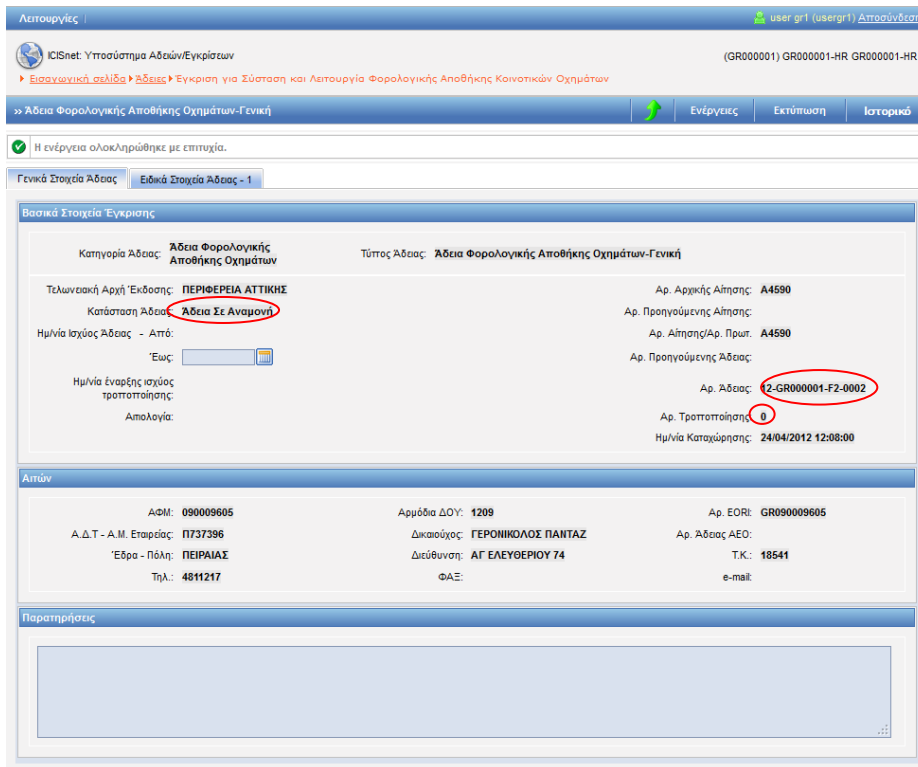 Λειτουργίες
user gr1 (usergr1) Αποσύνδεση
ICISnet: Υποσύστημα Αδειών/Εγκρίσεων
(GR000001) GR000001-HR GR000001-HR
Εισαγωγική σελίδα Άδειες Έγκριση για Σύσταση και Λειτουργία Φορολογικής Αποθήκης Κοινοτικών Οχημάτων
>> Άδεια Φορολογικής Αποθήκης Οχημάτων-Γενική
Ενέργειες Εκτύπωση Ιστορικό
Η ενέργεια ολοκληρώθηκε με επιτυχία.
Γενικά Στοιχεία Άδειας Ειδικά Στοιχεία Άδειας - 1
Βασικά Στοιχεία Έγκρισης
Κατηγορία Άδειας: Άδεια Φορολογικής Αποθήκης Οχημάτων Τύπος Άδειας: Άδεια Φορολογικής Αποθήκης Οχημάτων-Γενική
Τελωνειακή Αρχή Έκδοσης: ΠΕΡΙΦΕΡΕΙΑ ΑΤΤΙΚΗΣ Αρ. Αρχικής Αίτησης: A4590
Κατάσταση Άδειας: Άδεια Σε Αναμονή Αρ. Προηγούμενης Αίτησης:
Ημ/νία Ισχύος Άδειας - Από: Αρ. Αίτησης/Αρ. Πρωτ. A4590
Έως: Αρ. Προηγούμενης Άδειας:
Ημ/νία έναρξης ισχύος τροποποίησης: Αρ. Άδειας: 12-GR000001-F2-0002
Αιτιολογία: Αρ. Τροποποίησης: 0
Ημ/νία Καταχώρησης: 24/04/2012 12:08:00
Αιτών
ΑΦΜ: 090009605 Αρμόδια ΔΟΥ: 1209 Αρ. EORI: GR090009605
Α.Δ.Τ - Α.Μ. Εταιρείας: Π737396 Δικαιούχος: ΓΕΡΟΝΙΚΟΛΟΣ ΠΑΝΤΑΖ Αρ. Άδειας ΑΕΟ:
Έδρα - Πόλη: ΠΕΙΡΑΙΑΣ Διεύθυνση: ΑΓ ΕΛΕΥΘΕΡΙΟΥ 74 Τ.Κ.: 18541
Τηλ.: 4811217 ΦΑΞ: e-mail:
Παρατηρήσεις